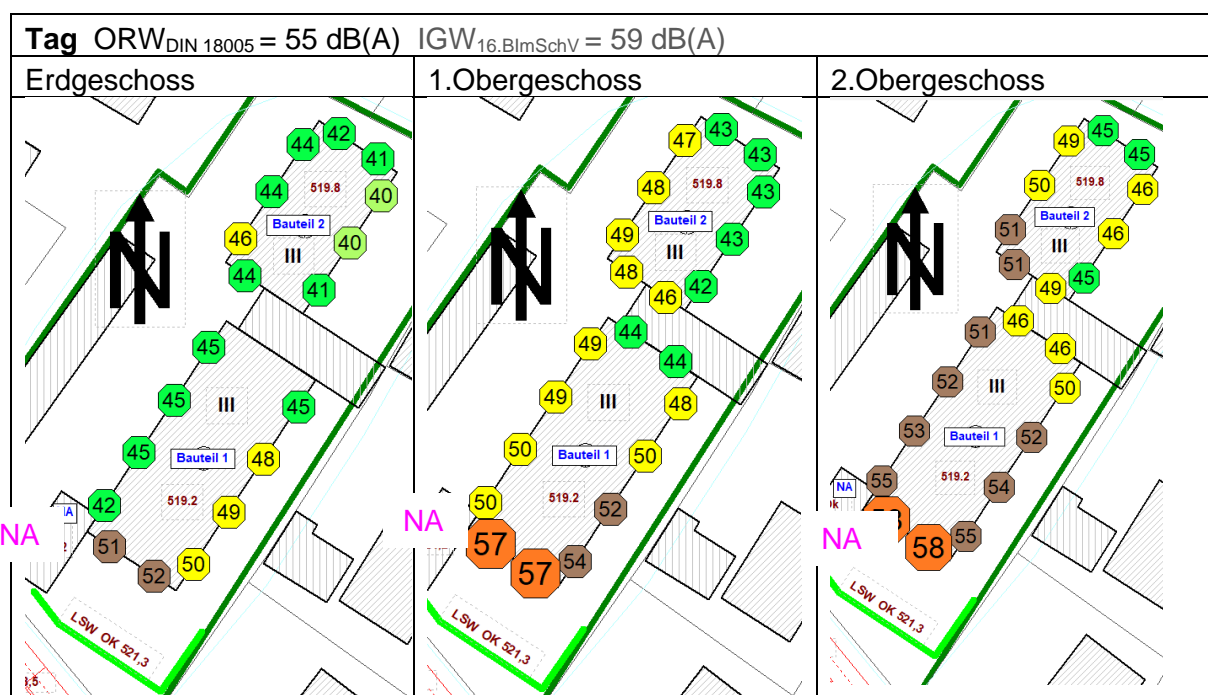 Tag ORW DIN 18005 = 55 dB(A) IGW 16.BImSchV = 59 dB(A)
Erdgeschoss
44
42
41
44
519.8
40
Bauteil 2
46
40
III
44
41
N
45
45
III
45
45
Bauteil 1
48
519.2
42
49
NA
51
52
50
LSW OK 521,3
1.Obergeschoss
47
43
43
48
519.8
43
Bauteil 2
49
43
III
48
46
42
N
44
49
44
49
III
48
50
Bauteil 1
50
519.2
50
52
NA
57
57
54
LSW OK 521,3
2.Obergeschoss
49
45
45
50
519.8
46
Bauteil 2
51
46
III
51
49
45
N
51
46
46
52
III
50
53
Bauteil 1
52
519.2
55
54
NA
NA
58
55
LSW OK 521,3